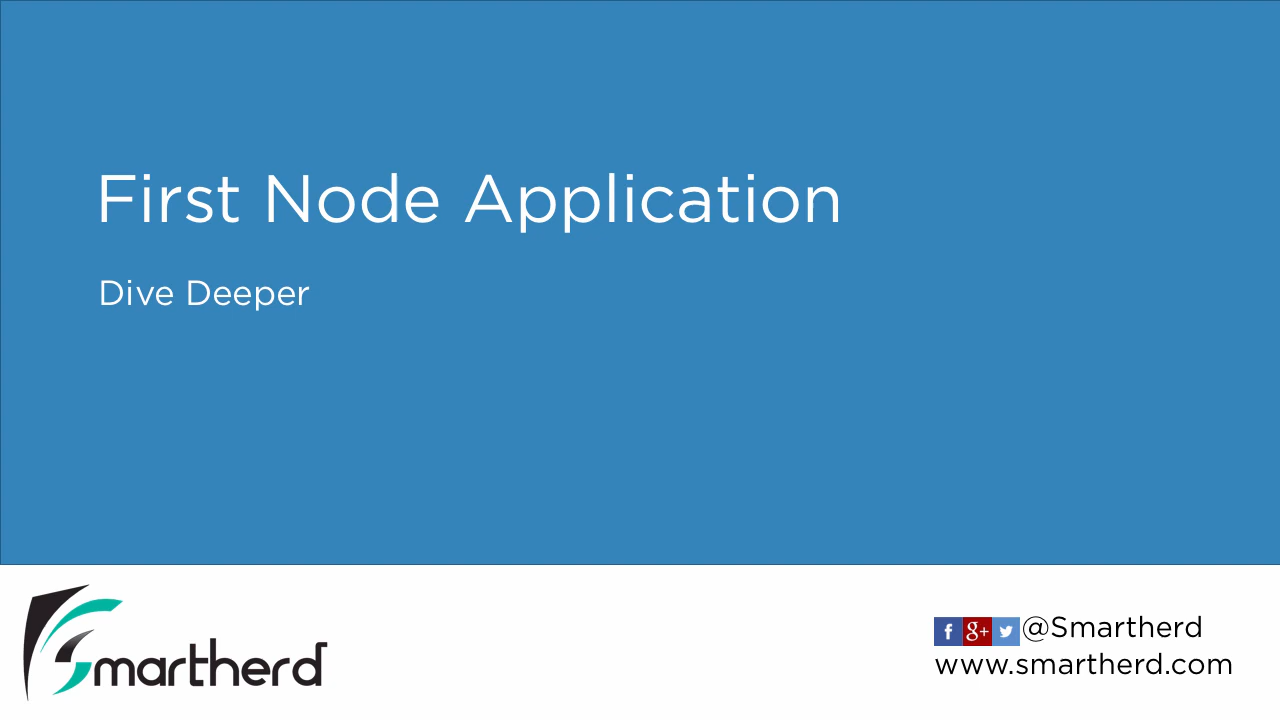 First Node Application
Dive Deeper
Smartherd
f g+ @Smartherd
www.smartherd.com